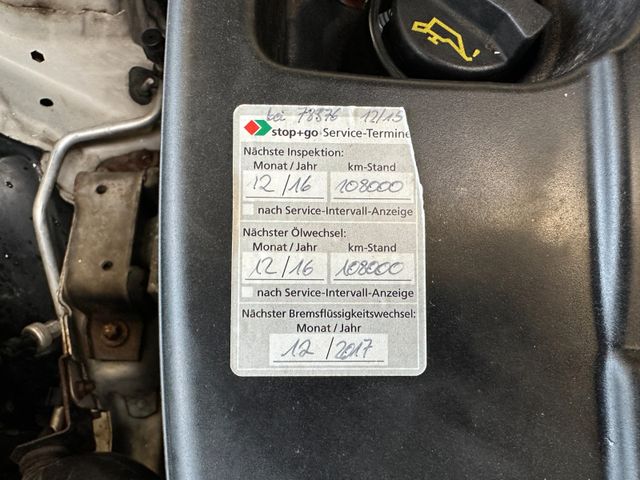 bei 78876 12/15
stop+go Service-Termine
Nächste Inspektion:
Monat / Jahr km-Stand
12/16 108000
nach Service-Intervall-Anzeige
Nächster Ölwechsel:
Monat / Jahr km-Stand
12/16 108000
nach Service-Intervall-Anzeige
Nächster Bremsflüssigkeitswechsel:
Monat / Jahr
12/2017